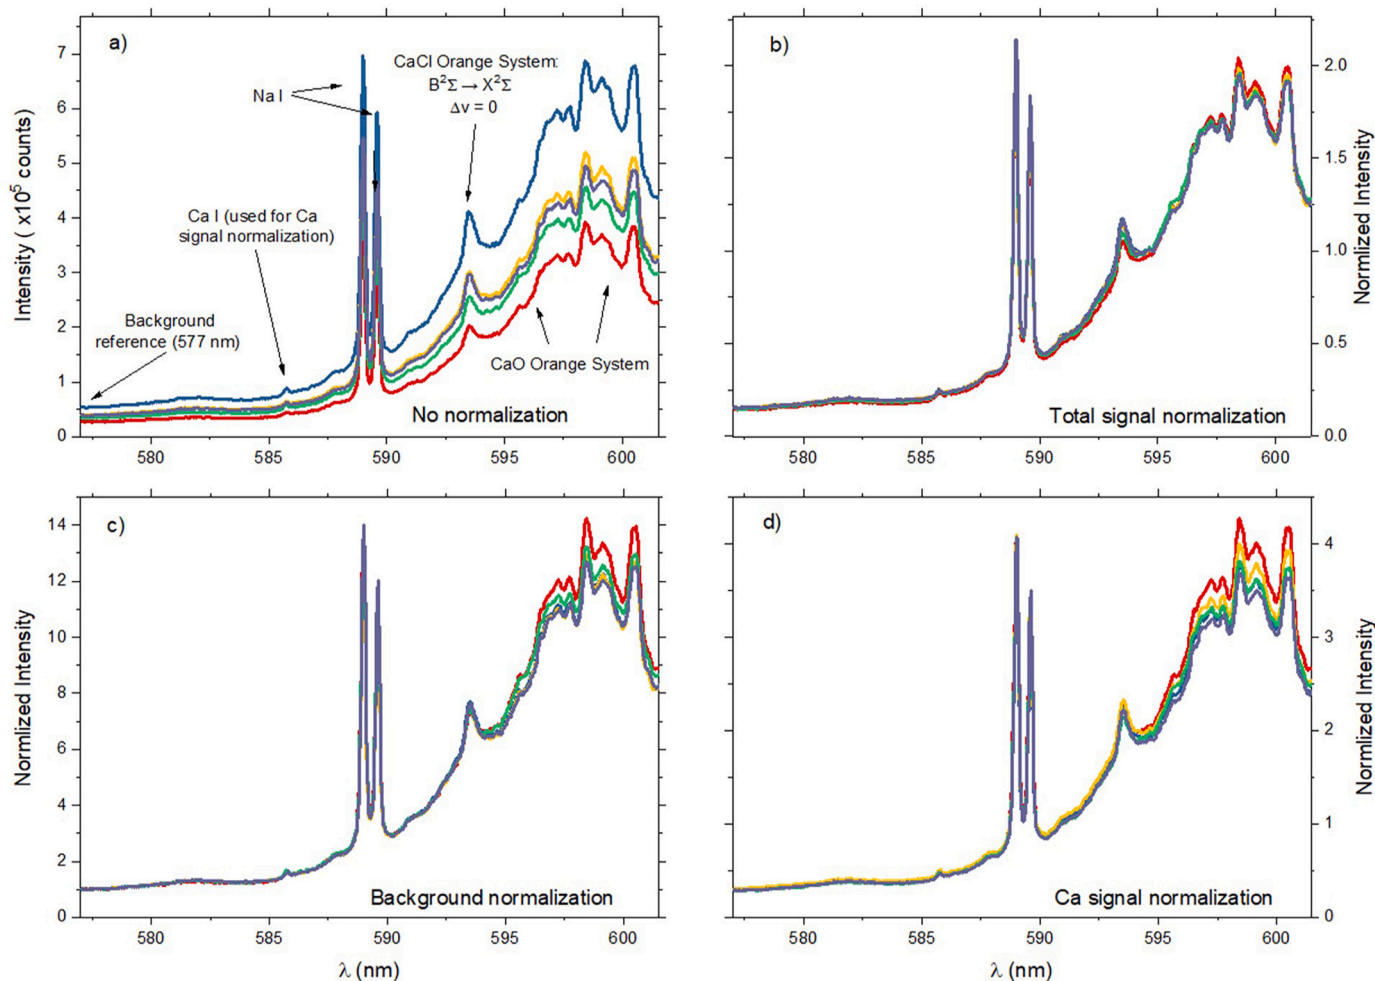 a)
7
6
5
4
3
2
1
0
Intensity ( x10⁵ counts)
Na I
CaCl Orange System:
B²Σ → X²Σ
Δv = 0
Ca I (used for Ca
signal normalization)
Background
reference (577 nm)
CaO Orange System
No normalization
580 585 590 595 600
b)
2.0
1.5
1.0
0.5
0.0
Normalized Intensity
Total signal normalization
580 585 590 595 600
c)
14
12
10
8
6
4
2
0
Normlized Intensity
Background normalization
580 585 590 595 600
λ (nm)
d)
4
3
2
1
0
Normlized Intensity
Ca signal normalization
580 585 590 595 600
λ (nm)